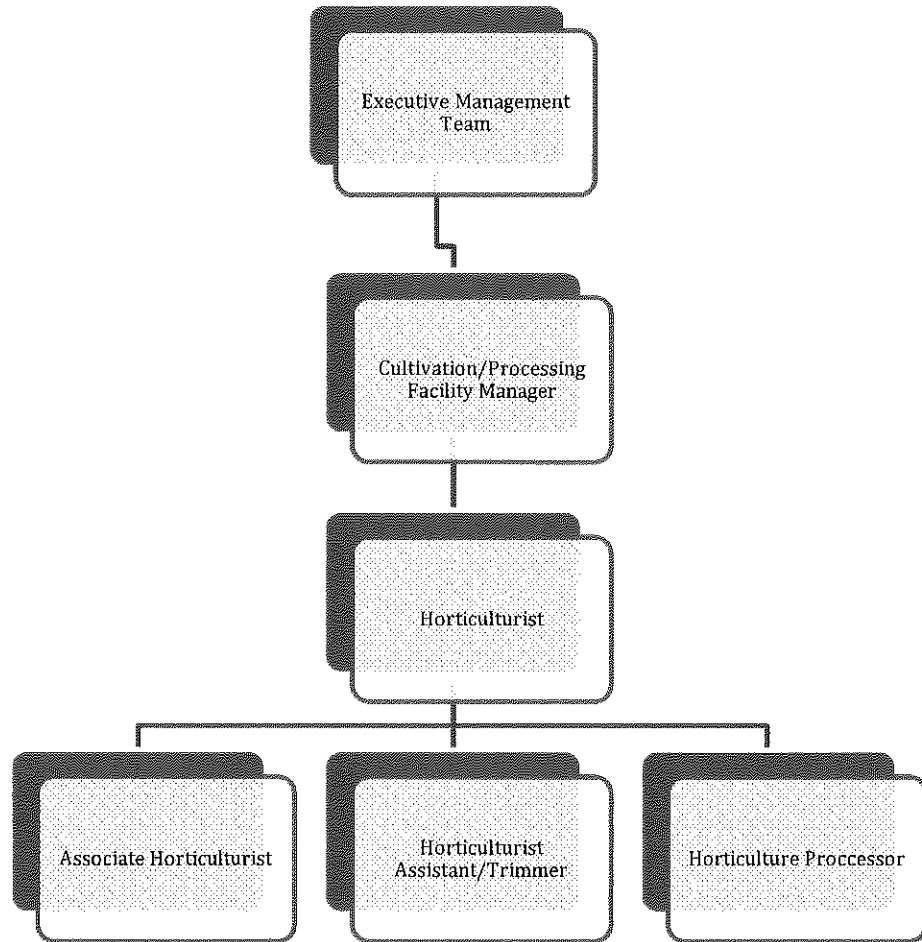 Executive Management
Team
Cultivation/Processing
Facility Manager
Horticulturist
Associate Horticulturist
Horticulturist
Assistant/Trimmer
Horticulture Proccessor